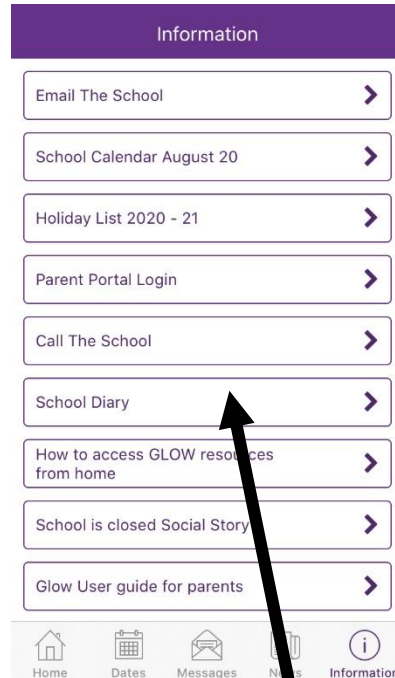 Information
Email The School
School Calendar August 20
Holiday List 2020 - 21
Parent Portal Login
Call The School
School Diary
How to access GLOW resources
from home
School is closed Social Story
Glow User guide for parents
Home Dates Messages News Information